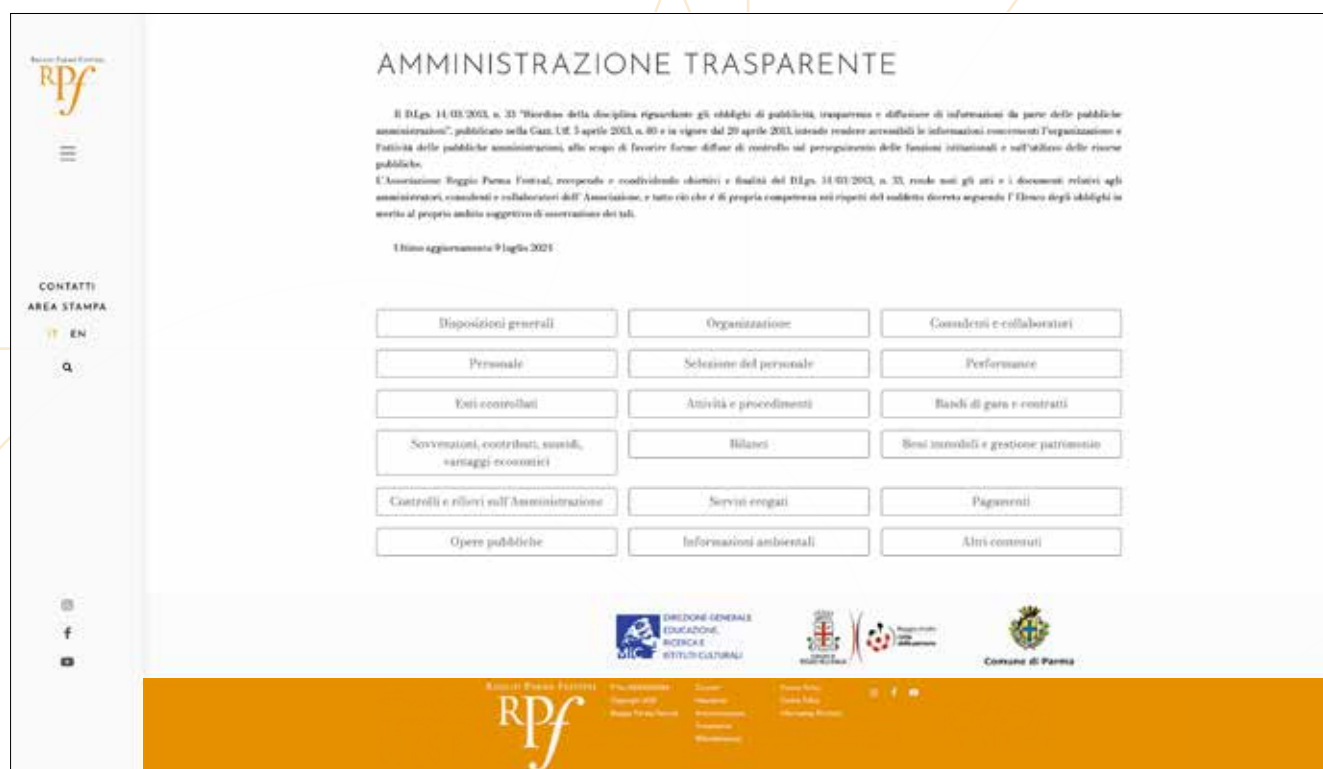 REGGIO PARMA FESTIVAL
RPf
CONTATTI
AREA STAMPA
IT EN
AMMINISTRAZIONE TRASPARENTE
Il D.Lgs. 14/03/2013, n. 33 "Riordino della disciplina riguardante gli obblighi di pubblicità, trasparenza e diffusione di informazioni da parte delle pubbliche
amministrazioni", pubblicato nella Gazz. Uff. 5 aprile 2013, n. 80 e in vigore dal 20 aprile 2013, intende rendere accessibili le informazioni concernenti l'organizzazione e
l'attività delle pubbliche amministrazioni, allo scopo di favorire forme diffuse di controllo sul perseguimento delle funzioni istituzionali e sull'utilizzo delle risorse
pubbliche.
L'Associazione Reggio Parma Festival, recependo e condividendo obiettivi e finalità del D.Lgs. 14/03/2013, n. 33, rende noti gli atti e i documenti relativi agli
amministratori, consulenti e collaboratori dell' Associazione, e tutto ciò che è di propria competenza nei rispetti del suddetto decreto seguendo l' Elenco degli obblighi in
merito al proprio ambito soggettivo di osservazione dei tali.
Ultimo aggiornamento 9 luglio
Disposizioni generali
Organizzazione
Consulenti e collaboratori
Personale
Selezione del personale
Performance
Enti controllati
Attività e procedimenti
Bandi di gara e contratti
Sovvenzioni, contributi, sussidi,
vantaggi economici
Bilanci
Beni immobili e gestione patrimonio
Controlli e rilievi sull'Amministrazione
Servizi erogati
Pagamenti
Opere pubbliche
Informazioni ambientali
Altri contenuti
MIC
DIREZIONE GENERALE
EDUCAZIONE,
RICERCA E
ISTITUTI CULTURALI
Comune di Parma
REGGIO PARMA FESTIVAL
RPf